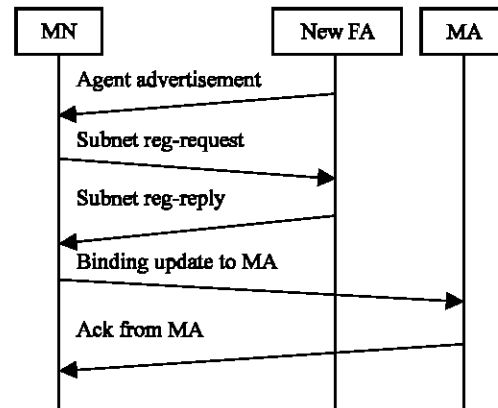 MN
New FA
MA
Agent advertisement
Subnet reg-request
Subnet reg-reply
Binding update to MA
Ack from MA